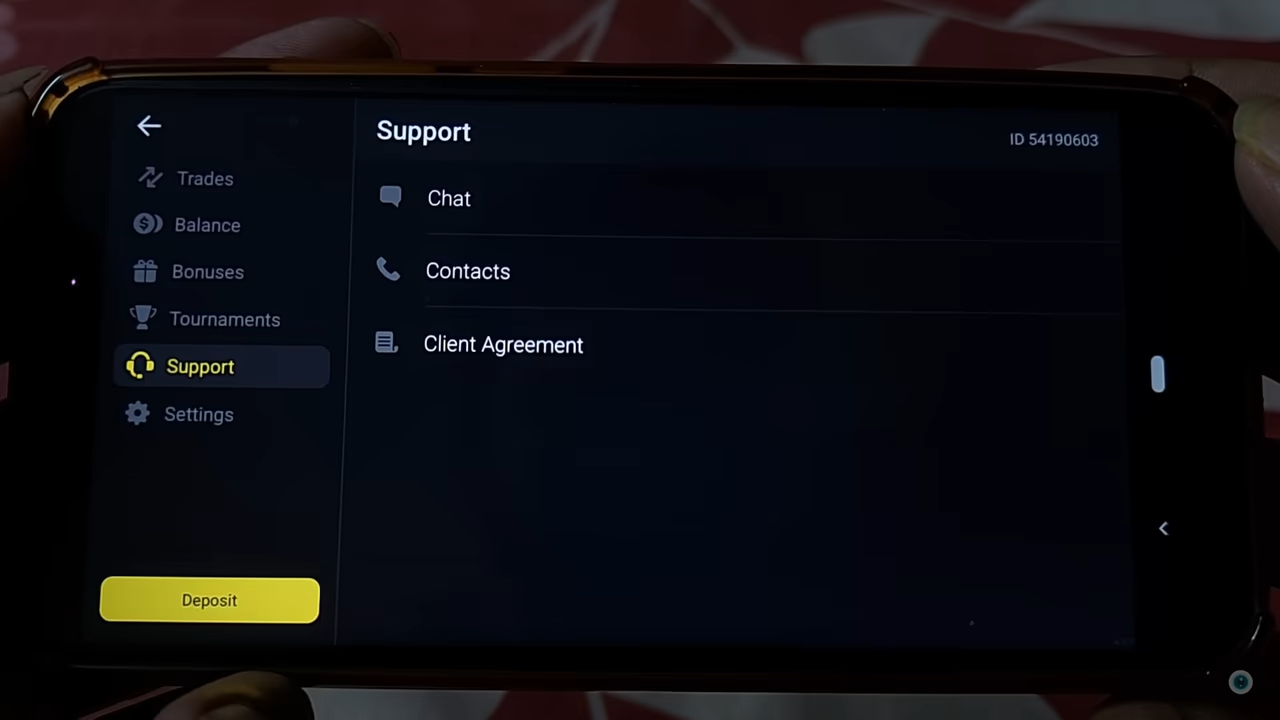 Support
ID 54190603
Trades
Balance
Bonuses
Tournaments
Support
Settings
Deposit
Chat
Contacts
Client Agreement